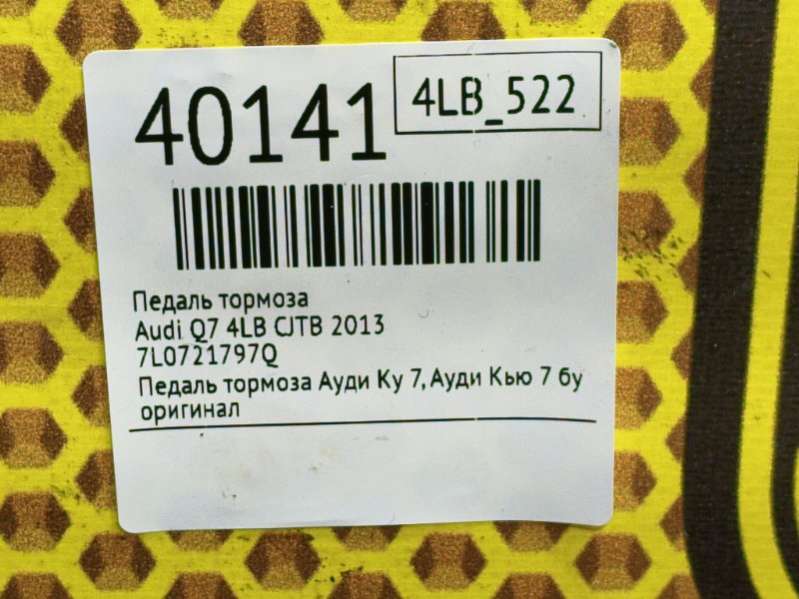 40141
4LB_522
Педаль тормоза
Audi Q7 4LB CJTB 2013
7L0721797Q
Педаль тормоза Ауди Ку 7, Ауди Кью 7 бу
оригинал